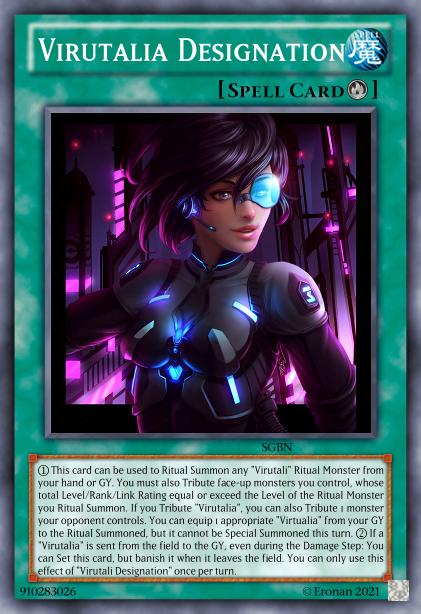 VIRUTALIA DESIGNATION
SPELL
魔
[SPELL CARD]
3
SGBN
① This card can be used to Ritual Summon any "Virutali" Ritual Monster from
your hand or GY. You must also Tribute face-up monsters you control, whose
total Level/Rank/Link Rating equal or exceed the Level of the Ritual Monster
you Ritual Summon. If you Tribute "Virutalia", you can also Tribute 1 monster
your opponent controls. You can equip 1 appropriate "Virtualia" from your GY
to the Ritual Summoned, but it cannot be Special Summoned this turn. ② If a
"Virutalia" is sent from the field to the GY, even during the Damage Step: You
can Set this card, but banish it when it leaves the field. You can only use this
effect of "Virutali Designation" once per turn.
910283026
© Eronan 2021